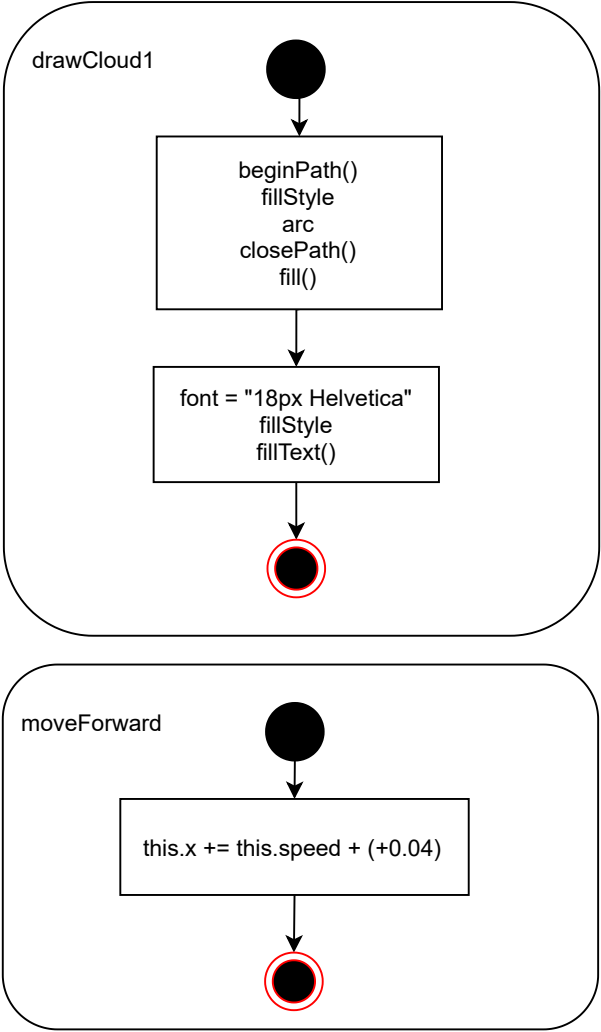 drawCloud1
beginPath()
fillStyle
arc
closePath()
fill()
font = "18px Helvetica"
fillStyle
fillText()
moveForward
this.x += this.speed + (+0.04)